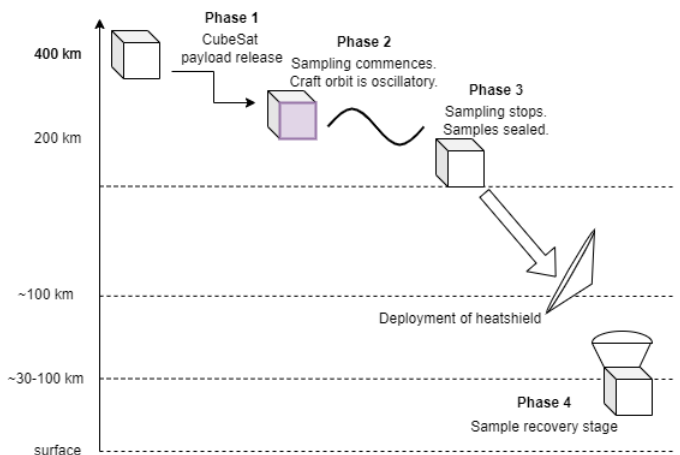 Phase 1
CubeSat
payload release
400 km
Phase 2
Sampling commences.
Craft orbit is oscillatory.
Phase 3
Sampling stops.
Samples sealed.
200 km
~100 km
Deployment of heatshield
~30-100 km
Phase 4
Sample recovery stage
surface